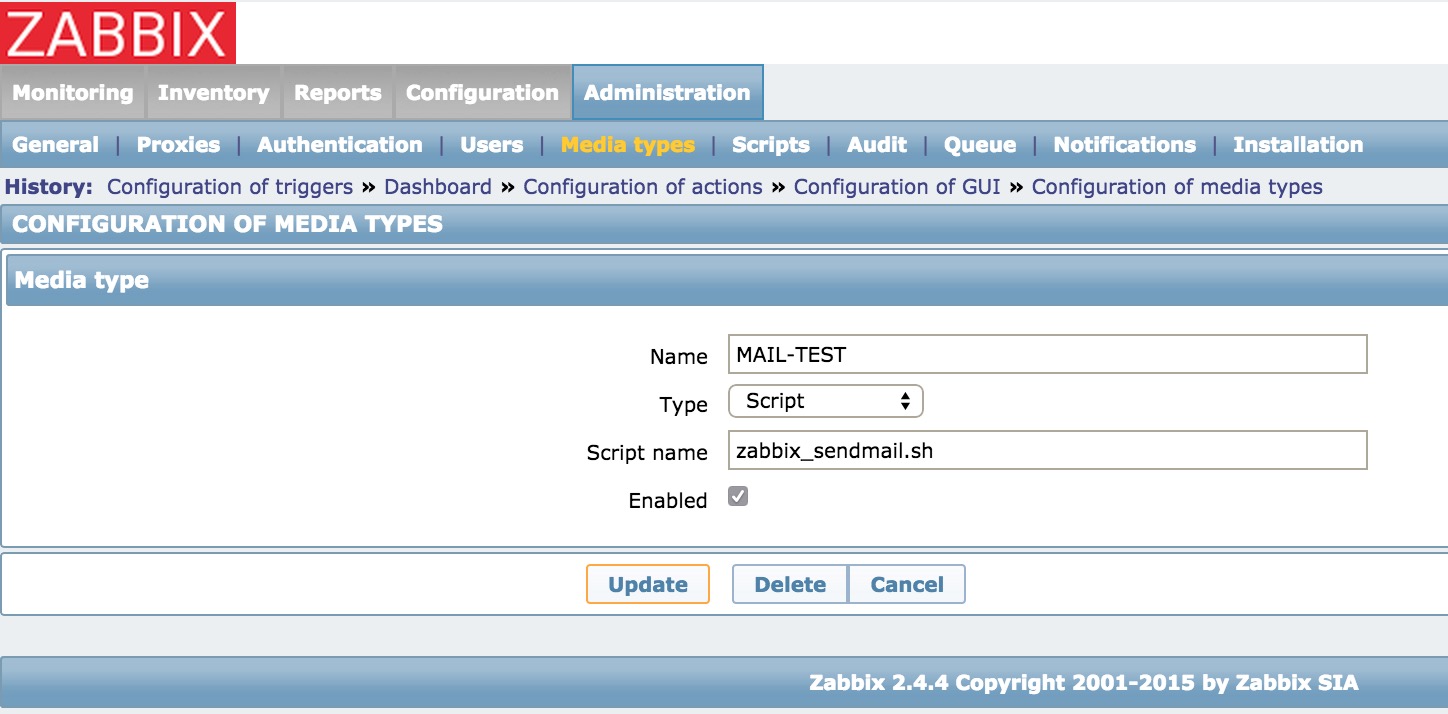 ZABBIX
Monitoring Inventory Reports Configuration Administration
General | Proxies | Authentication | Users | Media types | Scripts | Audit | Queue | Notifications | Installation
History: Configuration of triggers » Dashboard » Configuration of actions » Configuration of GUI » Configuration of media types
CONFIGURATION OF MEDIA TYPES
Media type
Name MAIL-TEST
Type Script
Script name zabbix_sendmail.sh
Enabled
Update Delete Cancel
Zabbix 2.4.4 Copyright 2001-2015 by Zabbix SIA